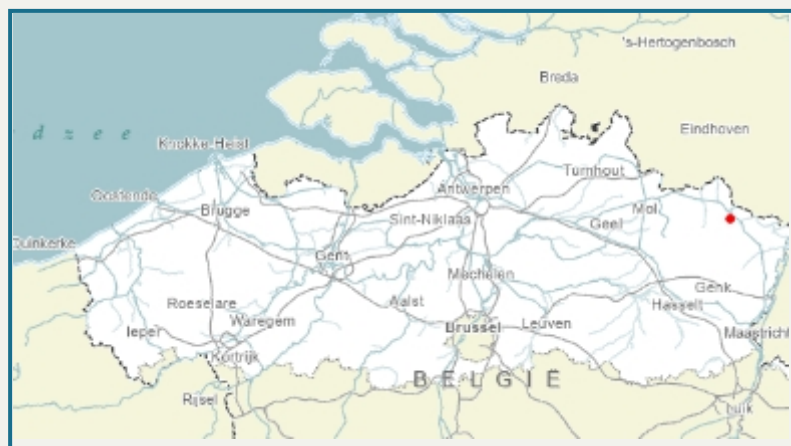 's-Hertogenbosch
Breda
Eindhoven
dzee
Knokke-Heist
Turnhout
Oostende
Antwerpen
Brugge
Sint-Niklaas
Geel
Mol
Duinkerke
Gent
Mechelen
Genk
Roeselare
Aalst
Hasselt
Ieper
Waregem
Brussel
Leuven
Maastricht
Kortrijk
BELGIË
Rijsel
Luik